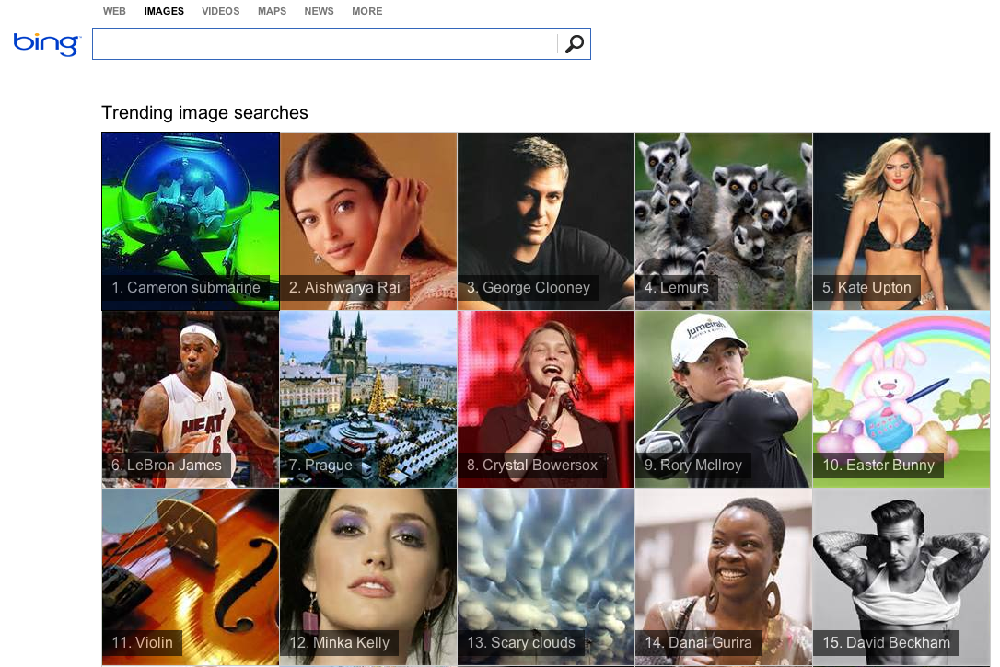 WEB IMAGES VIDEOS MAPS NEWS MORE
bing
Trending image searches
1. Cameron submarine
2. Aishwarya Rai
3. George Clooney
4. Lemurs
5. Kate Upton
Jumeirah
HEAT
6
6. LeBron James
7. Prague
8. Crystal Bowersox
9. Rory McIlroy
10. Easter Bunny
11. Violin
12. Minka Kelly
13. Scary clouds
14. Danai Gurira
15. David Beckham